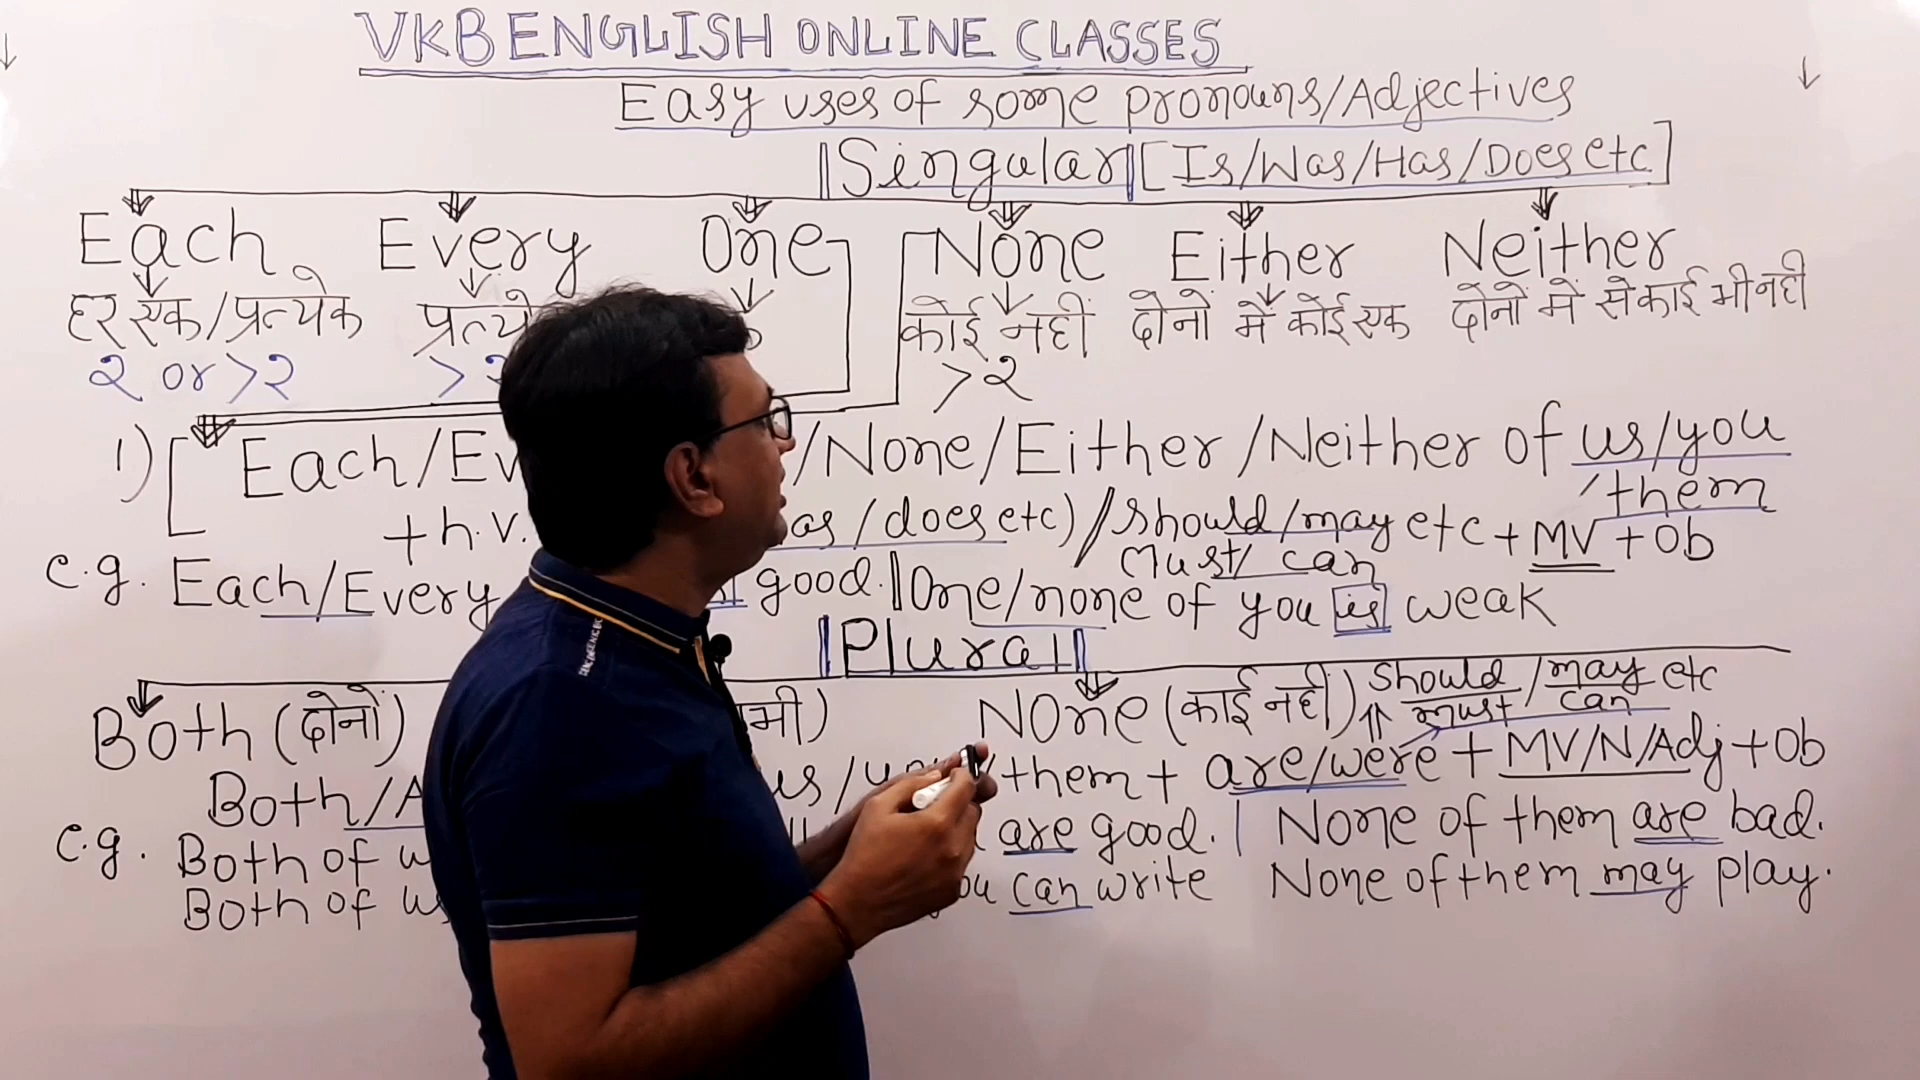 VKB ENGLISH ONLINE CLASSES
Easy uses of some pronouns/Adjectives
Singular [Is/Was/Has/Does etc]
Each Every One None Either Neither
हर एक/प्रत्येक कोई नहीं दोनों में कोई एक दोनों में से कोई भी नही
2 or >2 > >2
1) Each/Ev /None/Either/Neither of us/you
/them
+h.v. as/does etc)/should/may etc + MV + Ob
Must/can
e.g. Each/Every good. One/none of you is weak
Plural
Should/may etc
must can
Both (दोनों) None (काई नही)
Both/A us/you/them + are/were + MV/N/Adj + Ob
e.g. Both of are good. None of them are bad.
Both of us can write None of them may play.